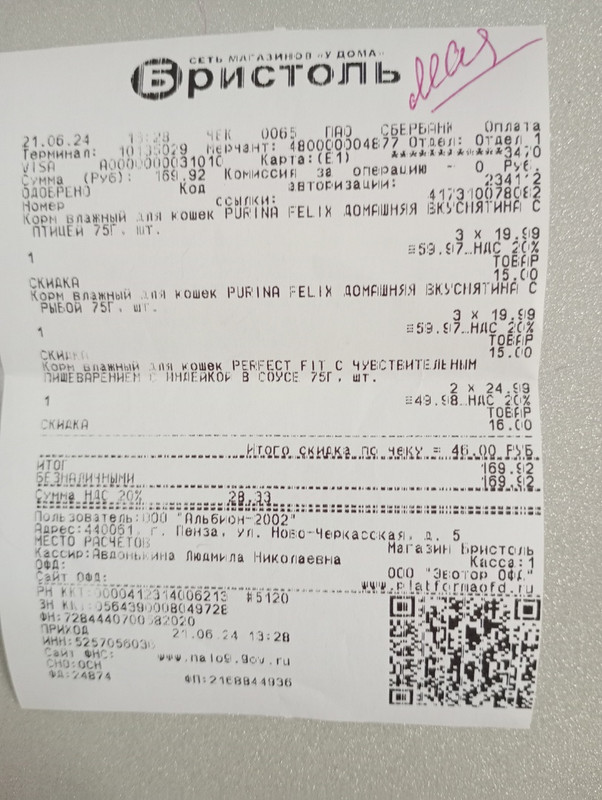 СЕТЬ МАГАЗИНОВ «У ДОМА»
БРИСТОЛЬ
21.06.24 13:28 ЧЕК 0065 ПАО СБЕРБАНК Оплата
Терминал: 10135029 Мерчант: 480000004877 Отдел: Отдел 1
VISA A0000000031010 Карта:(E1) ************3470
Сумма (Руб): 169.92 Комиссия за операцию - 0 Руб.
ОДОБРЕНО Код авторизации:
Номер ссылки: 417310078082
Корм влажный для кошек PURINA FELIX ДОМАШНЯЯ ВКУСНЯТИНА С
ПТИЦЕЙ 75Г. шт.
3 X 19.99
1 =59.97 НДС 20%
ТОВАР
СКИДКА 15.00
Корм влажный для кошек PURINA FELIX ДОМАШНЯЯ ВКУСНЯТИНА С
РЫБОЙ 75Г. шт.
3 X 19.99
1 =59.97 НДС 20%
ТОВАР
СКИДКА 15.00
Корм влажный для кошек PERFECT FIT С ЧУВСТВИТЕЛЬНЫМ
ПИЩЕВАРЕНИЕМ С ИНДЕЙКОЙ В СОУСЕ 75Г. шт.
2 X 24.99
1 =49.98 НДС 20%
ТОВАР
СКИДКА 16.00
Итого скидка по чеку = 46.00 РУБ
ИТОГ 169.92
БЕЗНАЛИЧНЫМИ 169.92
Сумма НДС 20% 28.33
Пользователь:ООО "Альбион-2002"
Адрес:440061, г. Пенза, ул. Ново-Черкасская, д. 5
МЕСТО РАСЧЕТОВ Магазин Бристоль
Кассир:Авдонькина Людмила Николаевна Касса:1
ОФД: ООО "Эвотор ОФД"
Сайт ОФД: www.platformaofd.ru
РН ККТ:0000412314006213 #5120
ЗН ККТ:00564390008049728
ФН:7284440700582020
ПРИХОД 21.06.24 13:28
ИНН:5257056036
Сайт ФНС: www.nalog.gov.ru
СНО:ОСН
ФД:24874 ФП:2168844936